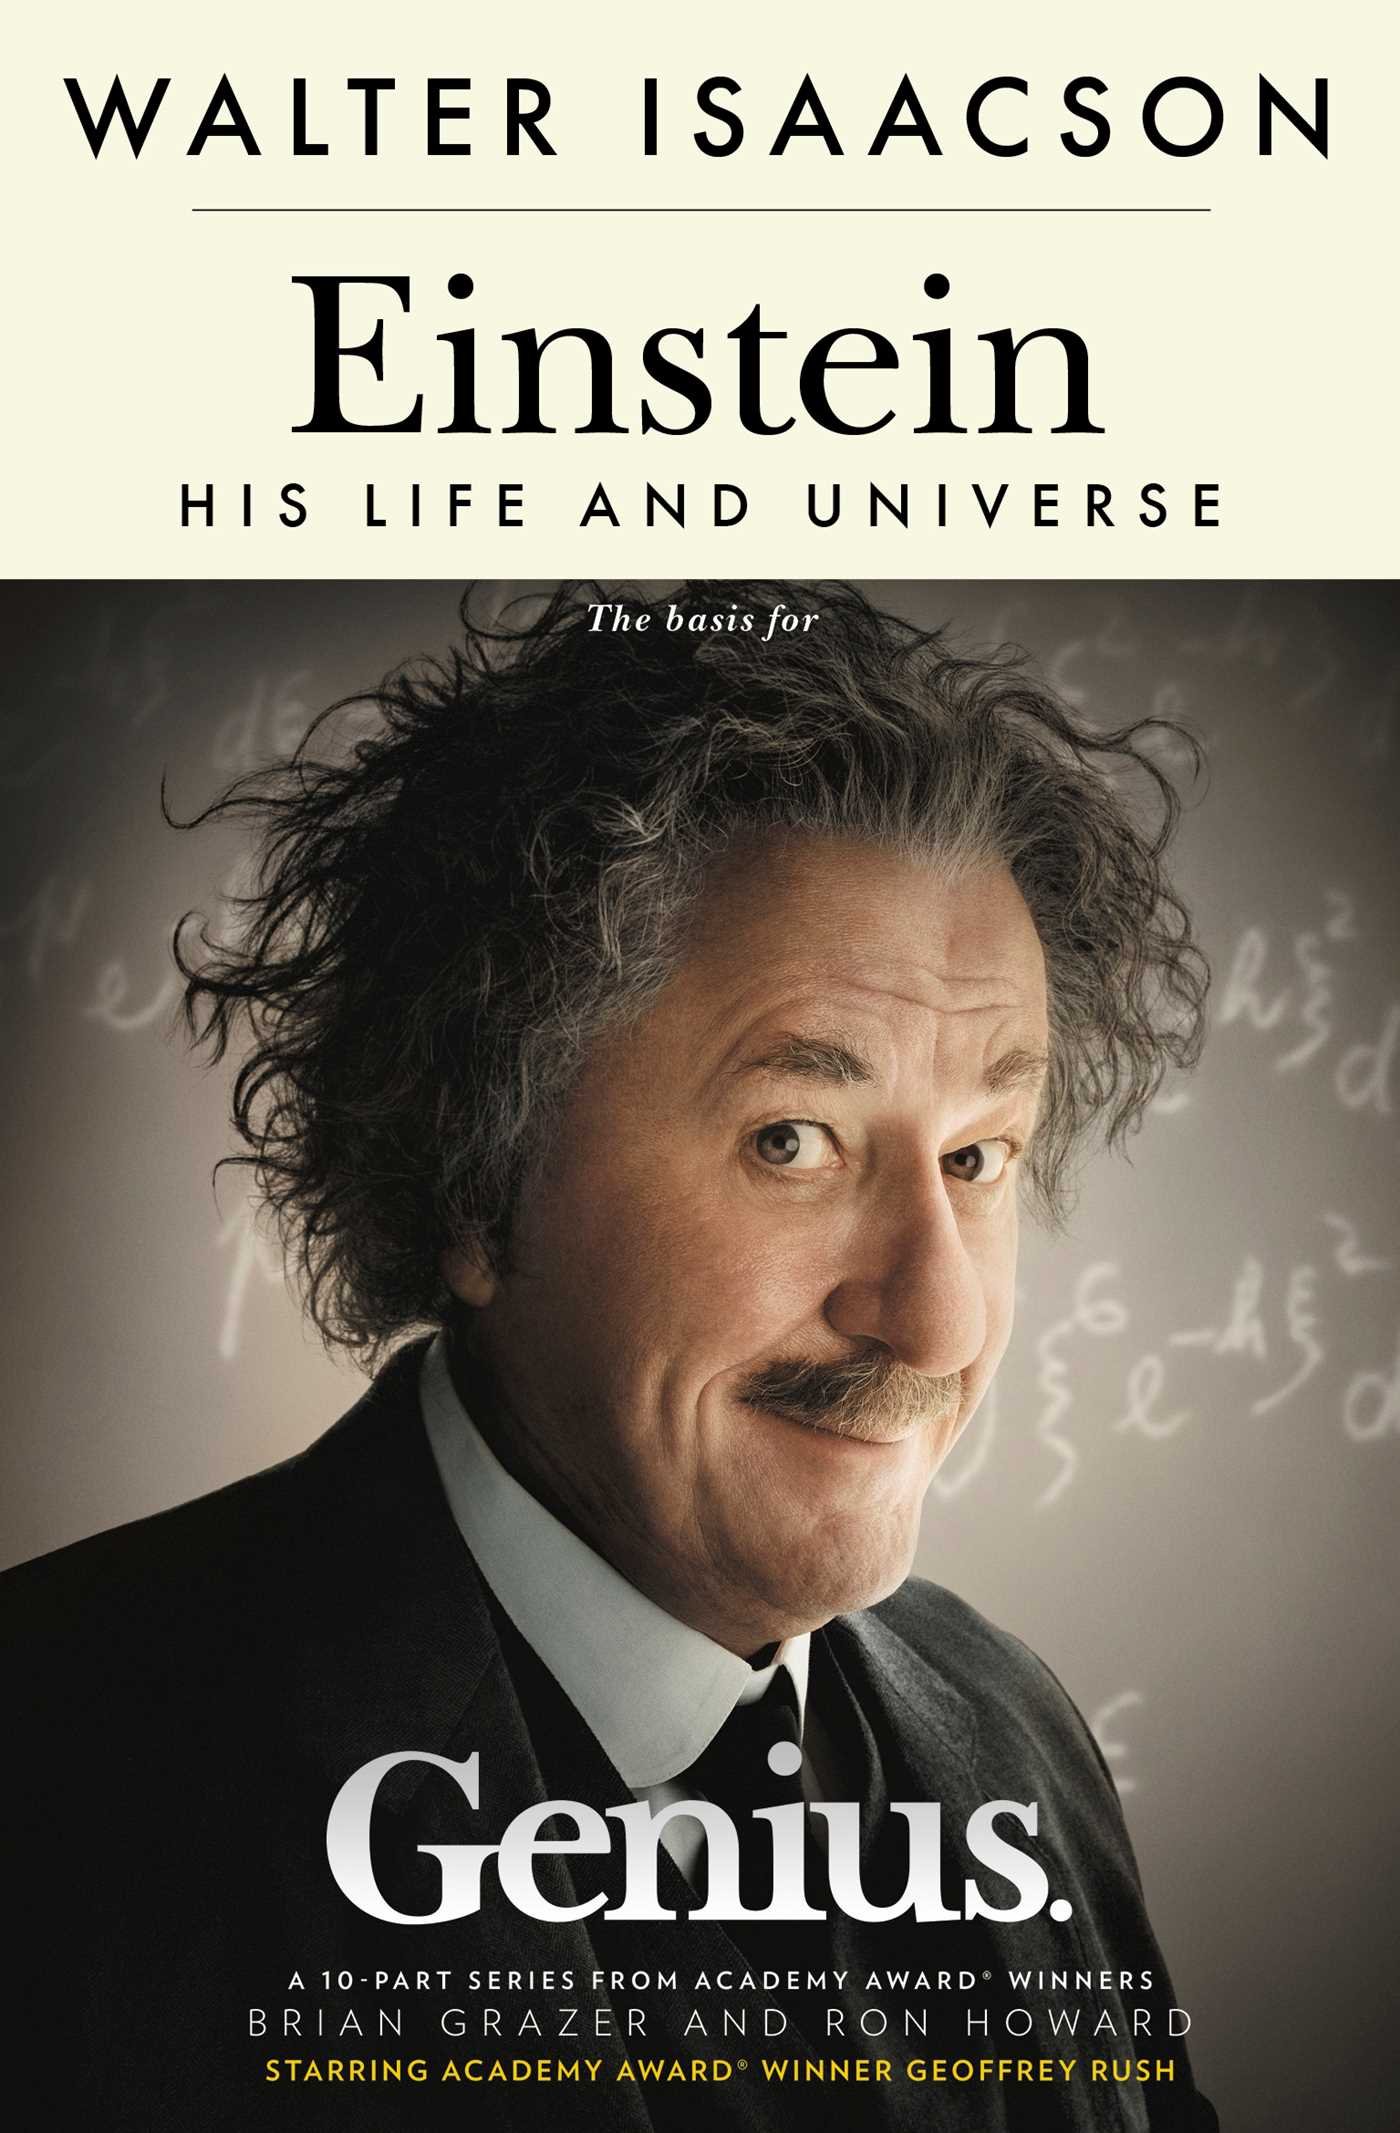 WALTER ISAACSON
Einstein
HIS LIFE AND UNIVERSE
The basis for
Genius.
A 10-PART SERIES FROM ACADEMY AWARD® WINNERS
BRIAN GRAZER AND RON HOWARD
STARRING ACADEMY AWARD® WINNER GEOFFREY RUSH